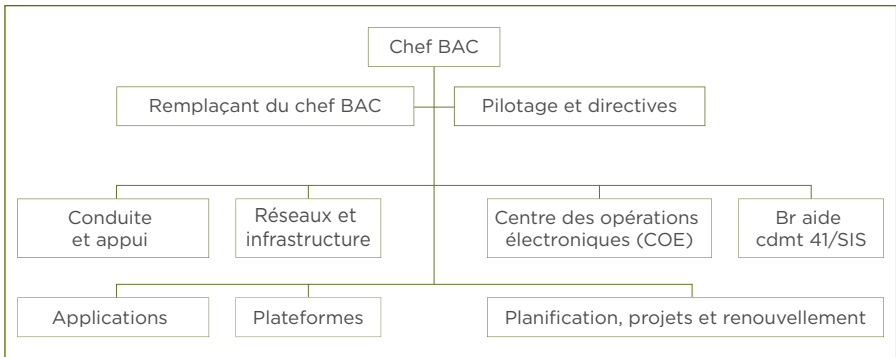 Chef BAC
Remplaçant du chef BAC
Pilotage et directives
Conduite
et appui
Réseaux et
infrastructure
Centre des opérations
électroniques (COE)
Br aide
cdmt 41/SIS
Applications
Plateformes
Planification, projets et renouvellement